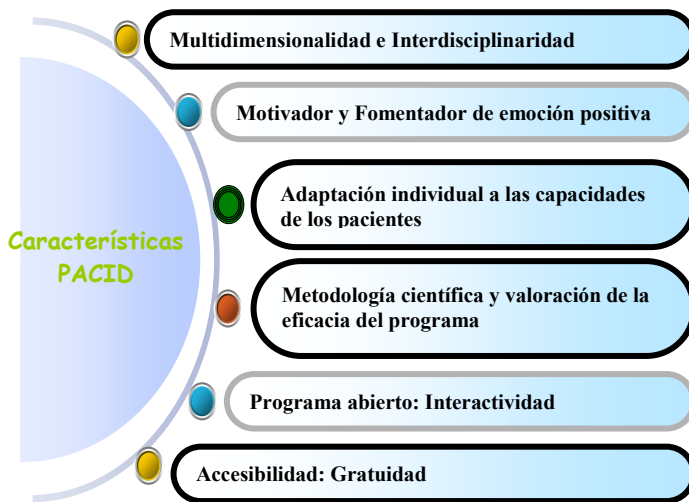 Multidimensionalidad e Interdisciplinaridad
Motivador y Fomentador de emoción positiva
Adaptación individual a las capacidades
de los pacientes
Características
PACID
Metodología científica y valoración de la
eficacia del programa
Programa abierto: Interactividad
Accesibilidad: Gratuidad